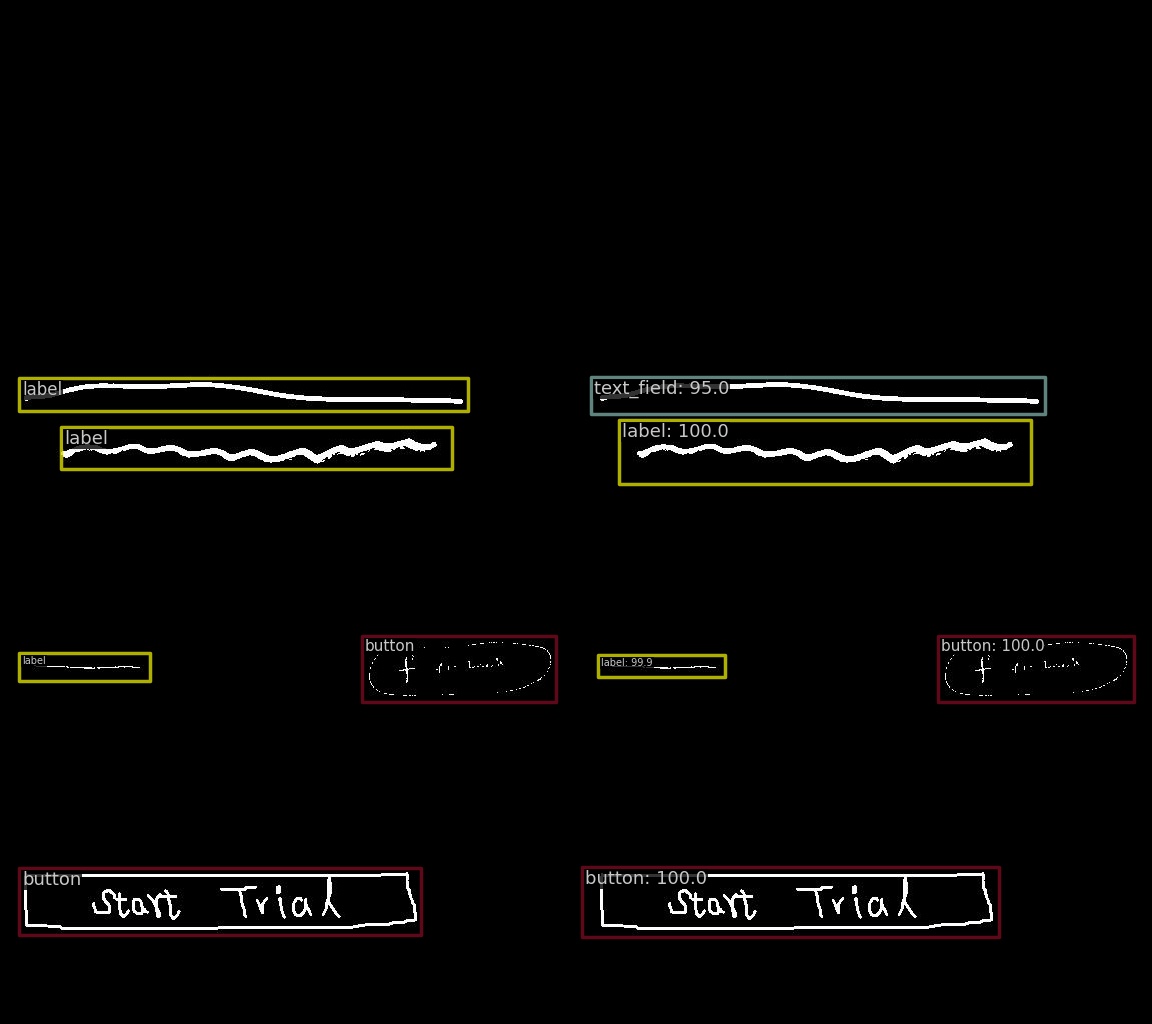 label text_field: 95.0
label label: 100.0
label button label: 99.9 button: 100.0
button button: 100.0
Start Trial Start Trial